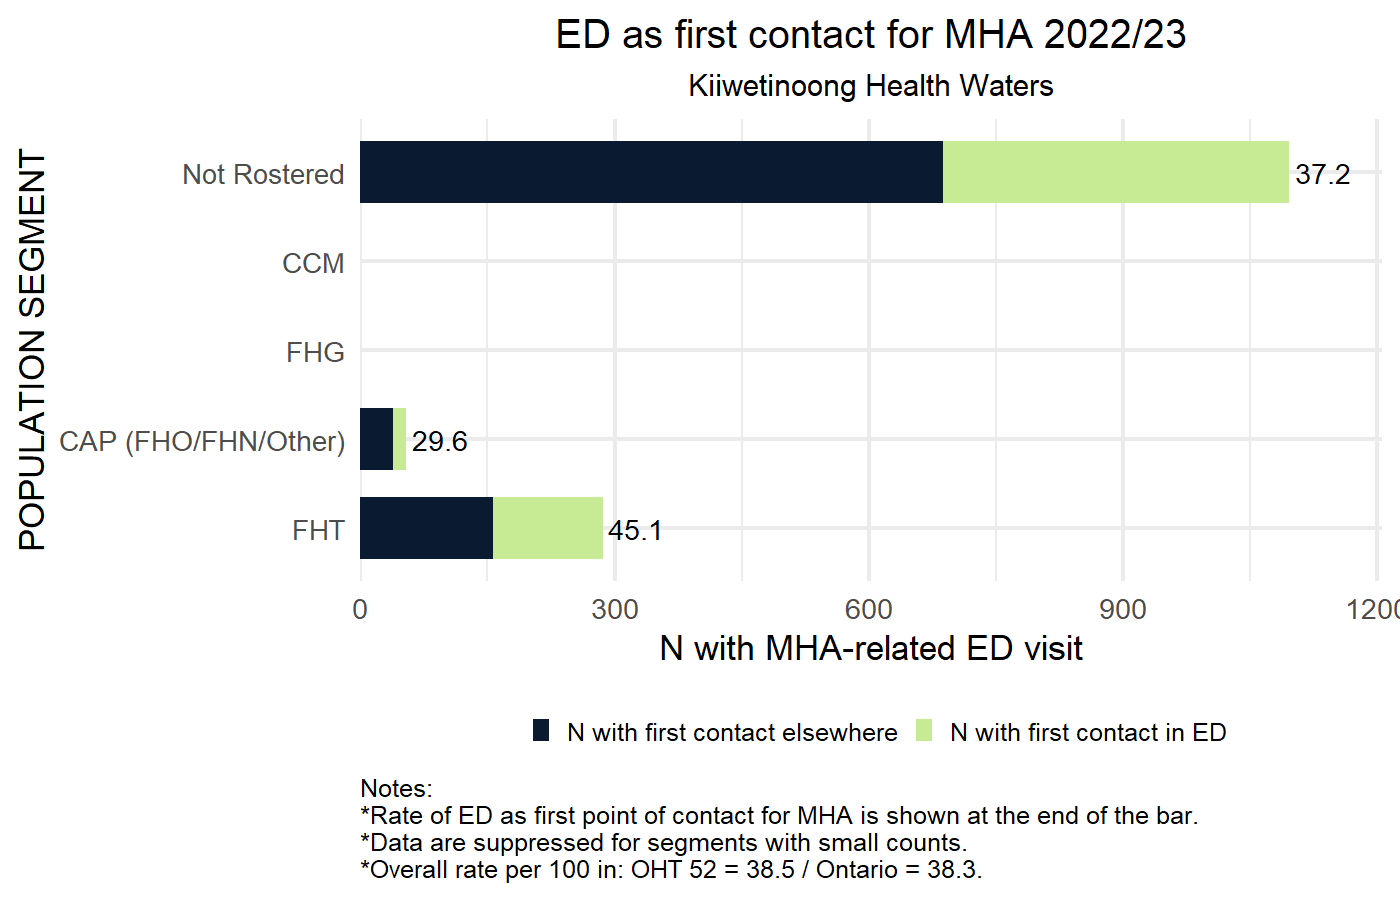 ED as first contact for MHA 2022/23
Kiiwetinoong Health Waters
POPULATION SEGMENT
Not Rostered
37.2
CCM
FHG
CAP (FHO/FHN/Other)
29.6
FHT
45.1
0
300
600
900
1200
N with MHA-related ED visit
N with first contact elsewhere
N with first contact in ED
Notes:
*Rate of ED as first point of contact for MHA is shown at the end of the bar.
*Data are suppressed for segments with small counts.
*Overall rate per 100 in: OHT 52 = 38.5 / Ontario = 38.3.